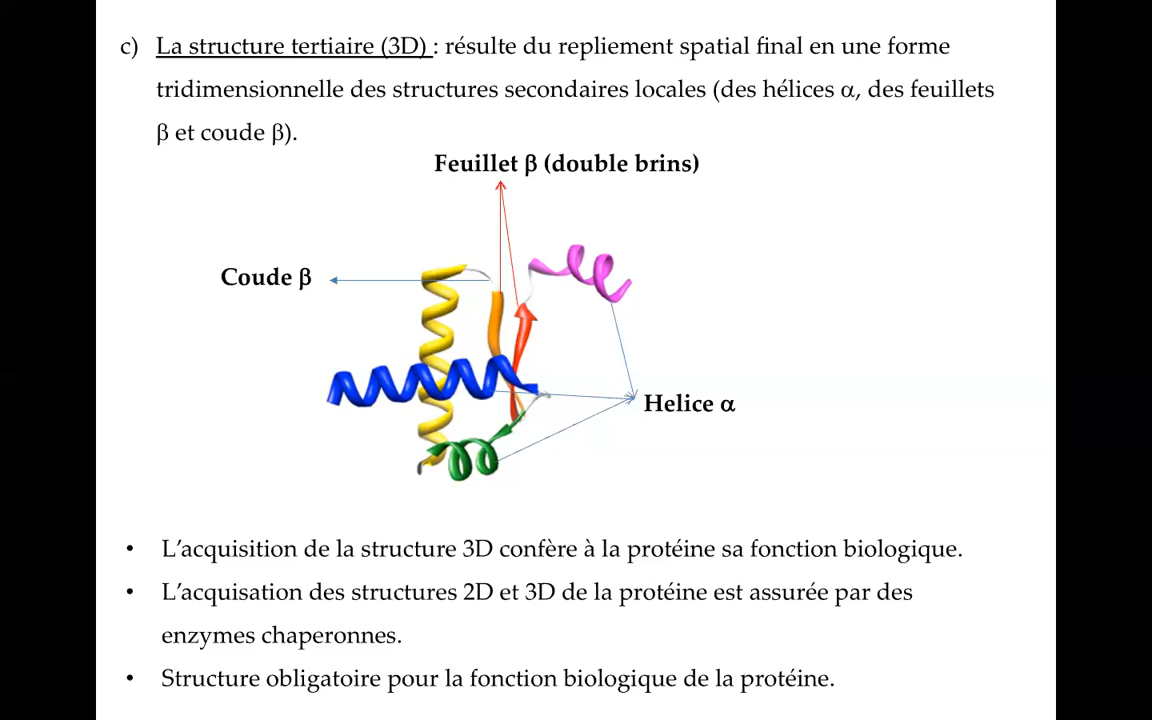 c) La structure tertiaire (3D) : résulte du repliement spatial final en une forme
tridimensionnelle des structures secondaires locales (des hélices α, des feuillets
β et coude β).
Feuillet β (double brins)
Coude β
Helice α
• L’acquisition de la structure 3D confère à la protéine sa fonction biologique.
• L’acquisation des structures 2D et 3D de la protéine est assurée par des
enzymes chaperonnes.
• Structure obligatoire pour la fonction biologique de la protéine.